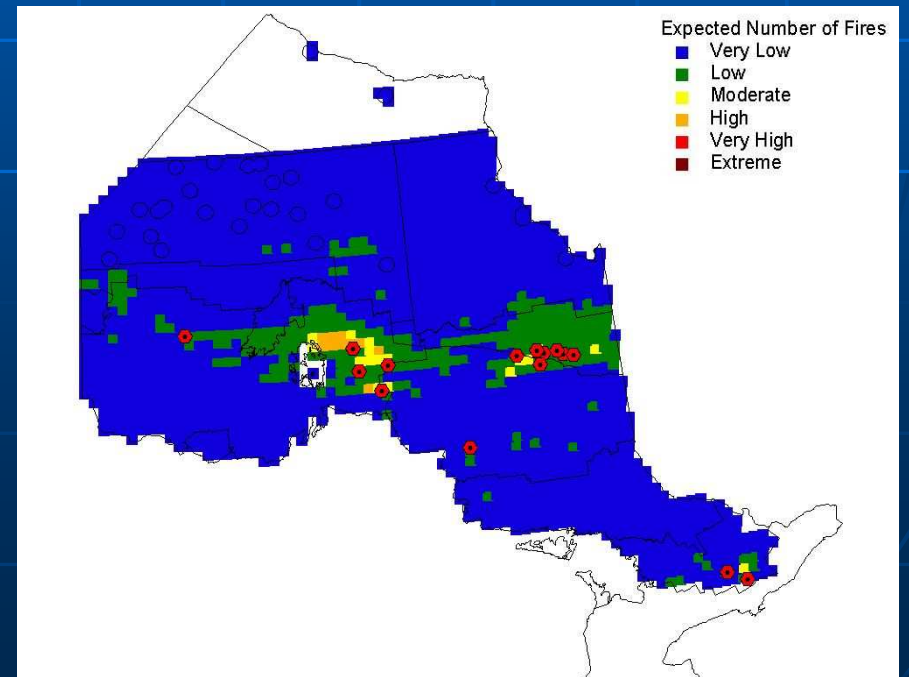 Expected Number of Fires
Very Low
Low
Moderate
High
Very High
Extreme